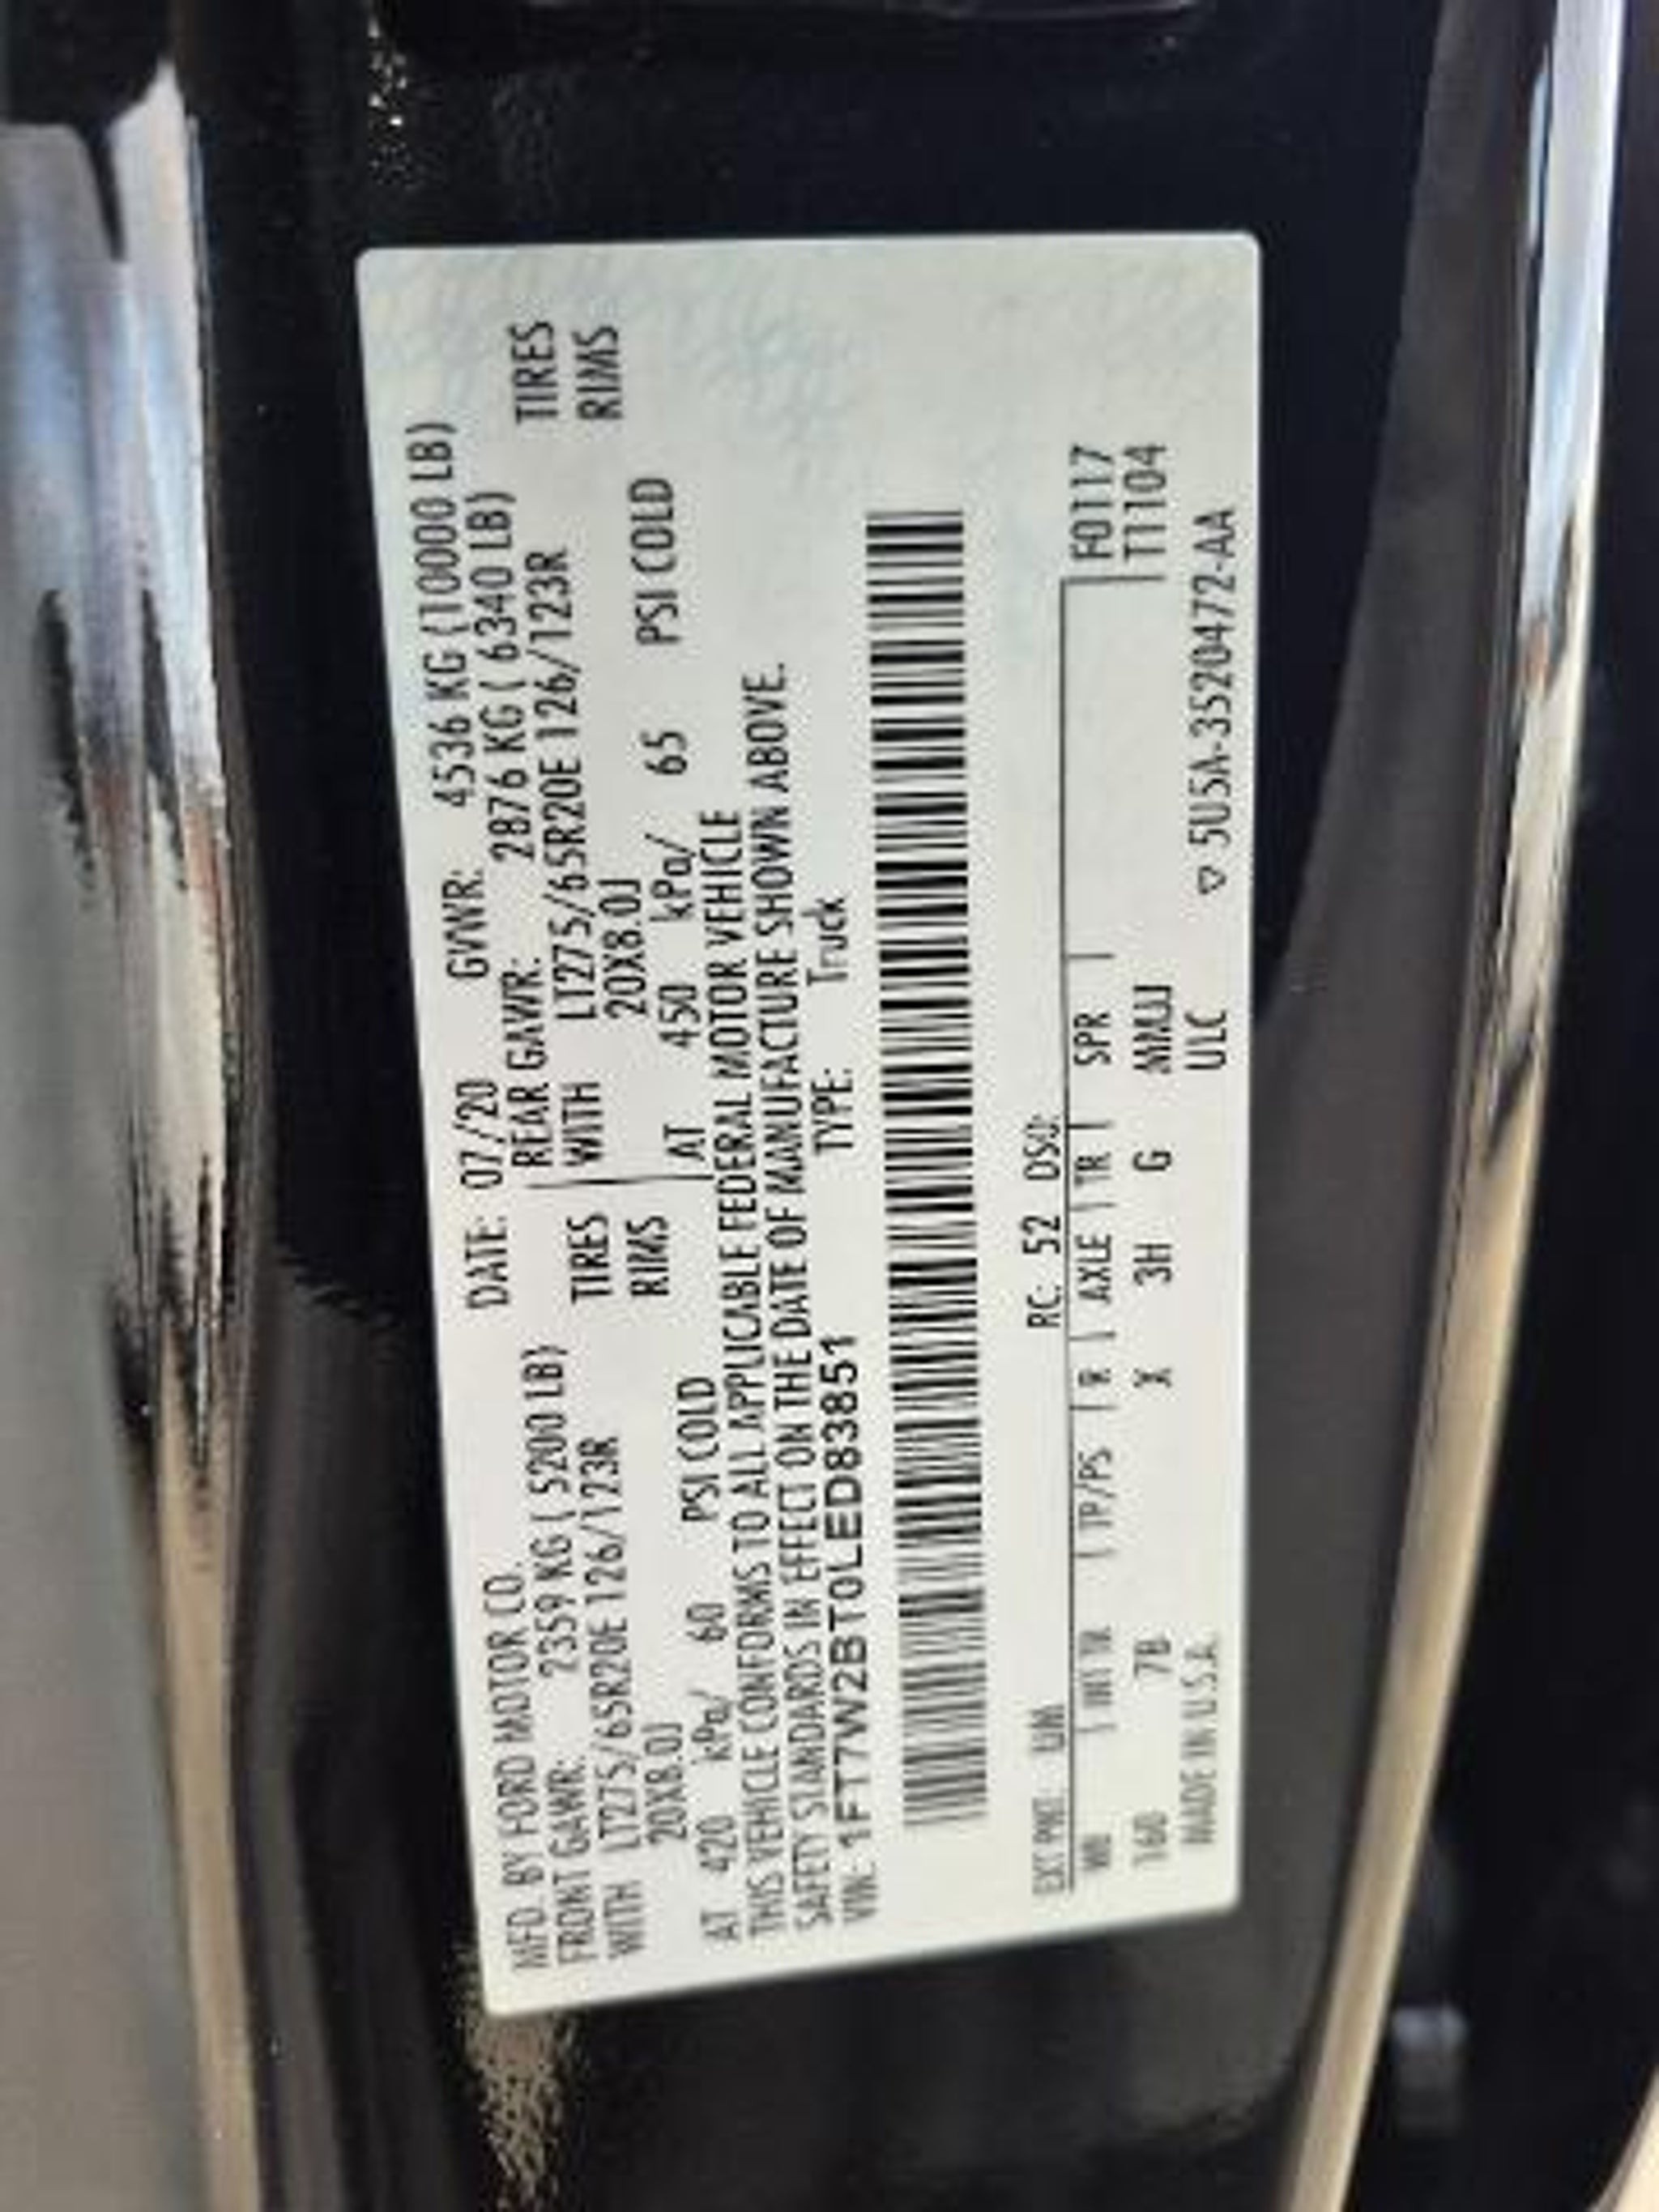 MFD. BY FORD MOTOR CO.
DATE: 07/20 GVWR: 4536 KG (10000 LB)
FRONT GAWR: 2359 KG ( 5200 LB)
REAR GAWR: 2876 KG ( 6340 LB)
WITH LT275/65R20E 126/123R TIRES
WITH LT275/65R20E 126/123R TIRES
20X8.0J RIMS
20X8.0J RIMS
AT 420 kPa/ 60 PSI COLD
AT 450 kPa/ 65 PSI COLD
THIS VEHICLE CONFORMS TO ALL APPLICABLE FEDERAL MOTOR VEHICLE
SAFETY STANDARDS IN EFFECT ON THE DATE OF MANUFACTURE SHOWN ABOVE.
VIN: 1FT7W2BT0LED83851 TYPE: Truck
EXT PNT: UM RC: 52 DSO:
WB INT TR TP/PS R AXLE TR SPR F0117
160 7B X 3H G MMUJ T1104
MADE IN U.S.A. ULC ▽ 5U5A-3520472-AA